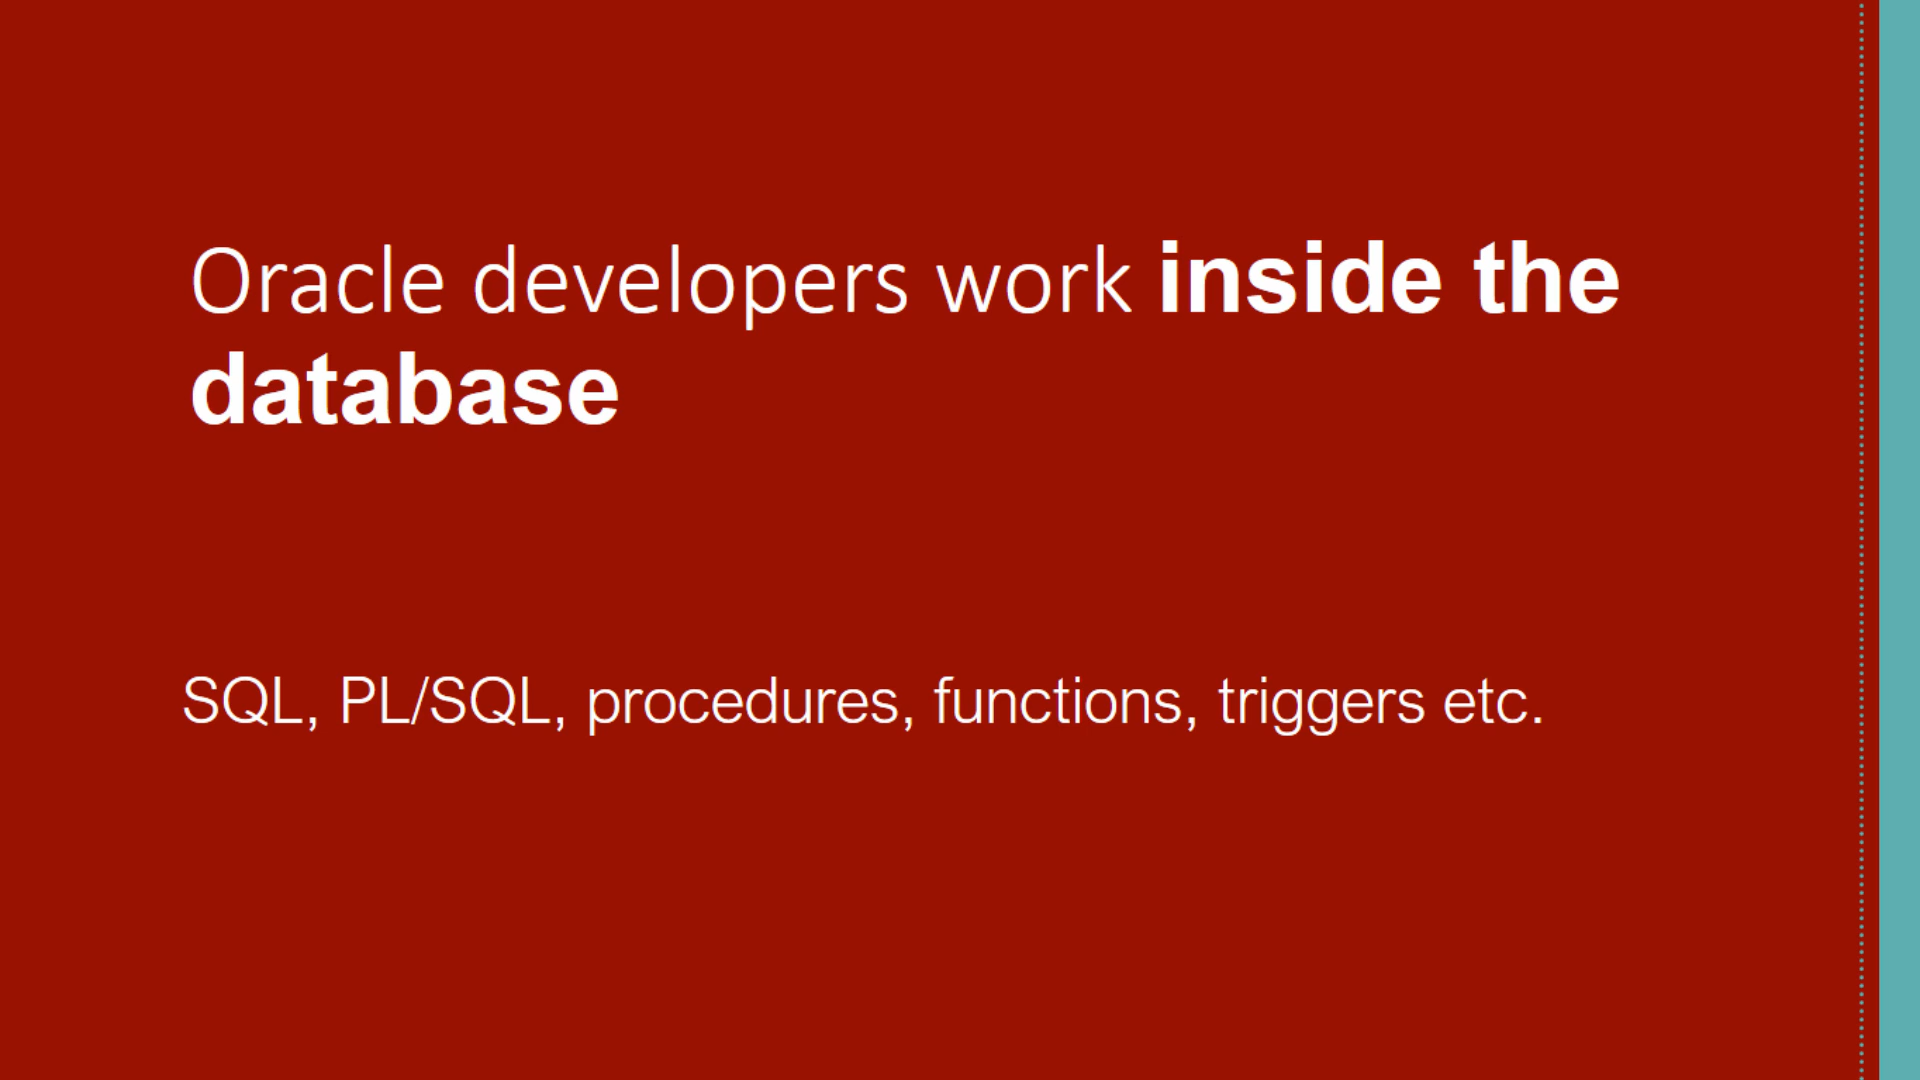 Oracle developers work inside the
database
SQL, PL/SQL, procedures, functions, triggers etc.